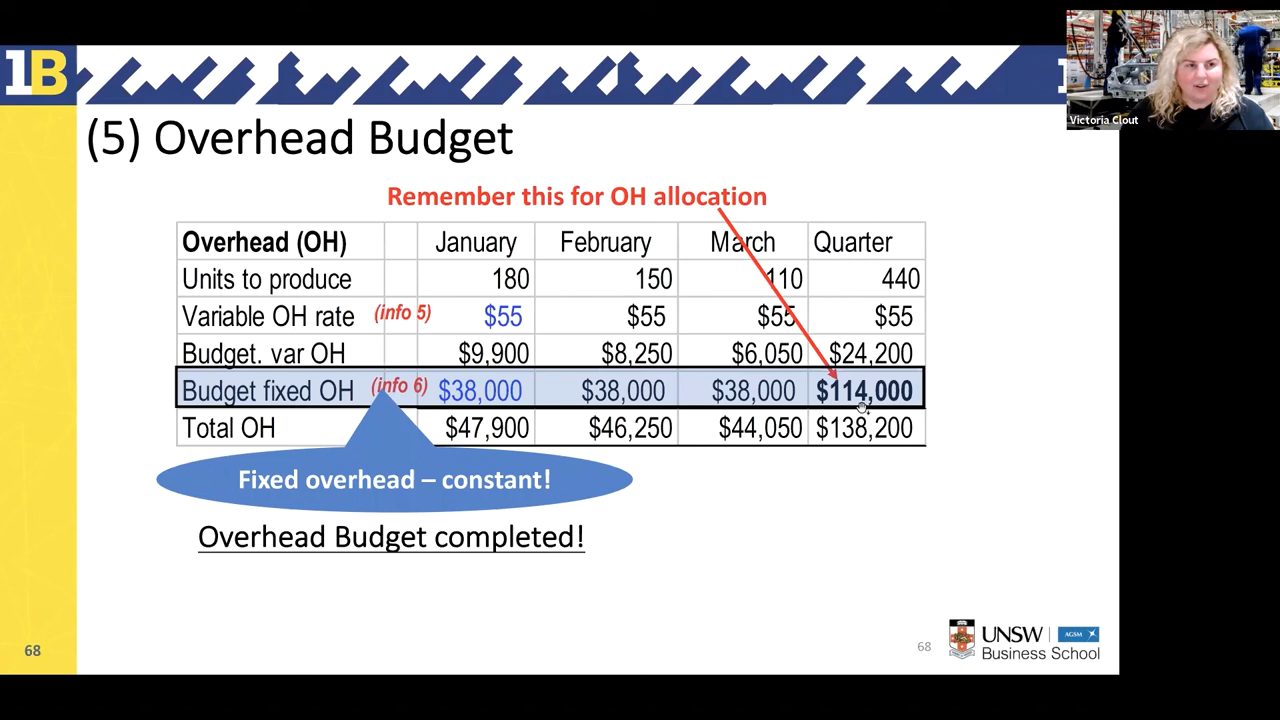 1B
1
Victoria Clout
(5) Overhead Budget
Remember this for OH allocation
Overhead (OH) January February March Quarter
Units to produce 180 150 110 440
Variable OH rate (info 5) $55 $55 $55 $55
Budget. var OH $9,900 $8,250 $6,050 $24,200
Budget fixed OH (info 6) $38,000 $38,000 $38,000 $114,000
Total OH $47,900 $46,250 $44,050 $138,200
Fixed overhead – constant!
Overhead Budget completed!
68
68
UNSW AGSM
Business School